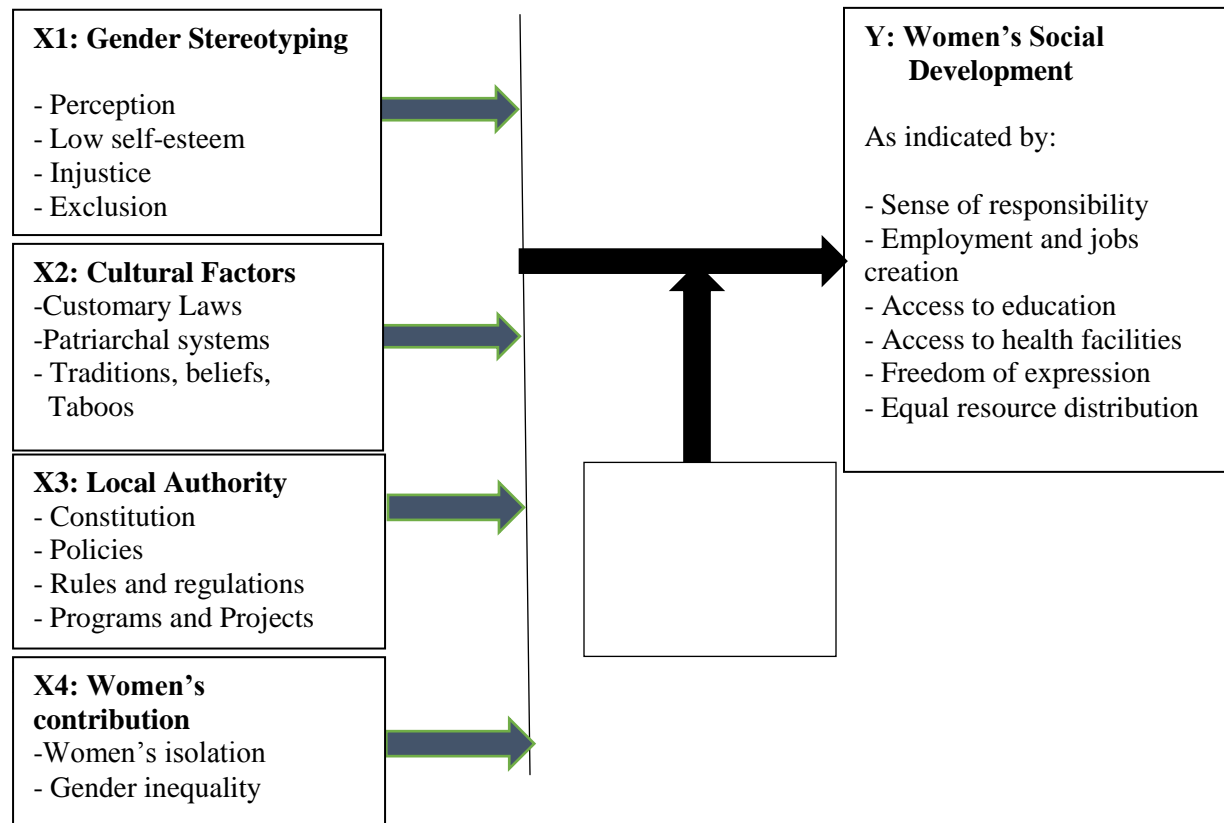 X1: Gender Stereotyping
- Perception
- Low self-esteem
- Injustice
- Exclusion
X2: Cultural Factors
-Customary Laws
-Patriarchal systems
- Traditions, beliefs,
Taboos
X3: Local Authority
- Constitution
- Policies
- Rules and regulations
- Programs and Projects
X4: Women’s
contribution
-Women’s isolation
- Gender inequality
Y: Women’s Social
Development
As indicated by:
- Sense of responsibility
- Employment and jobs
creation
- Access to education
- Access to health facilities
- Freedom of expression
- Equal resource distribution